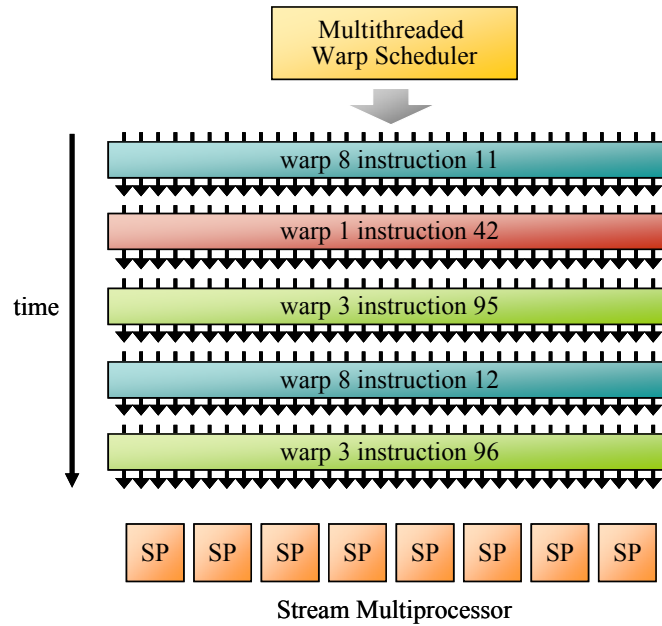 Multithreaded
Warp Scheduler
warp 8 instruction 11
warp 1 instruction 42
time
warp 3 instruction 95
warp 8 instruction 12
warp 3 instruction 96
SP SP SP SP SP SP SP SP
Stream Multiprocessor